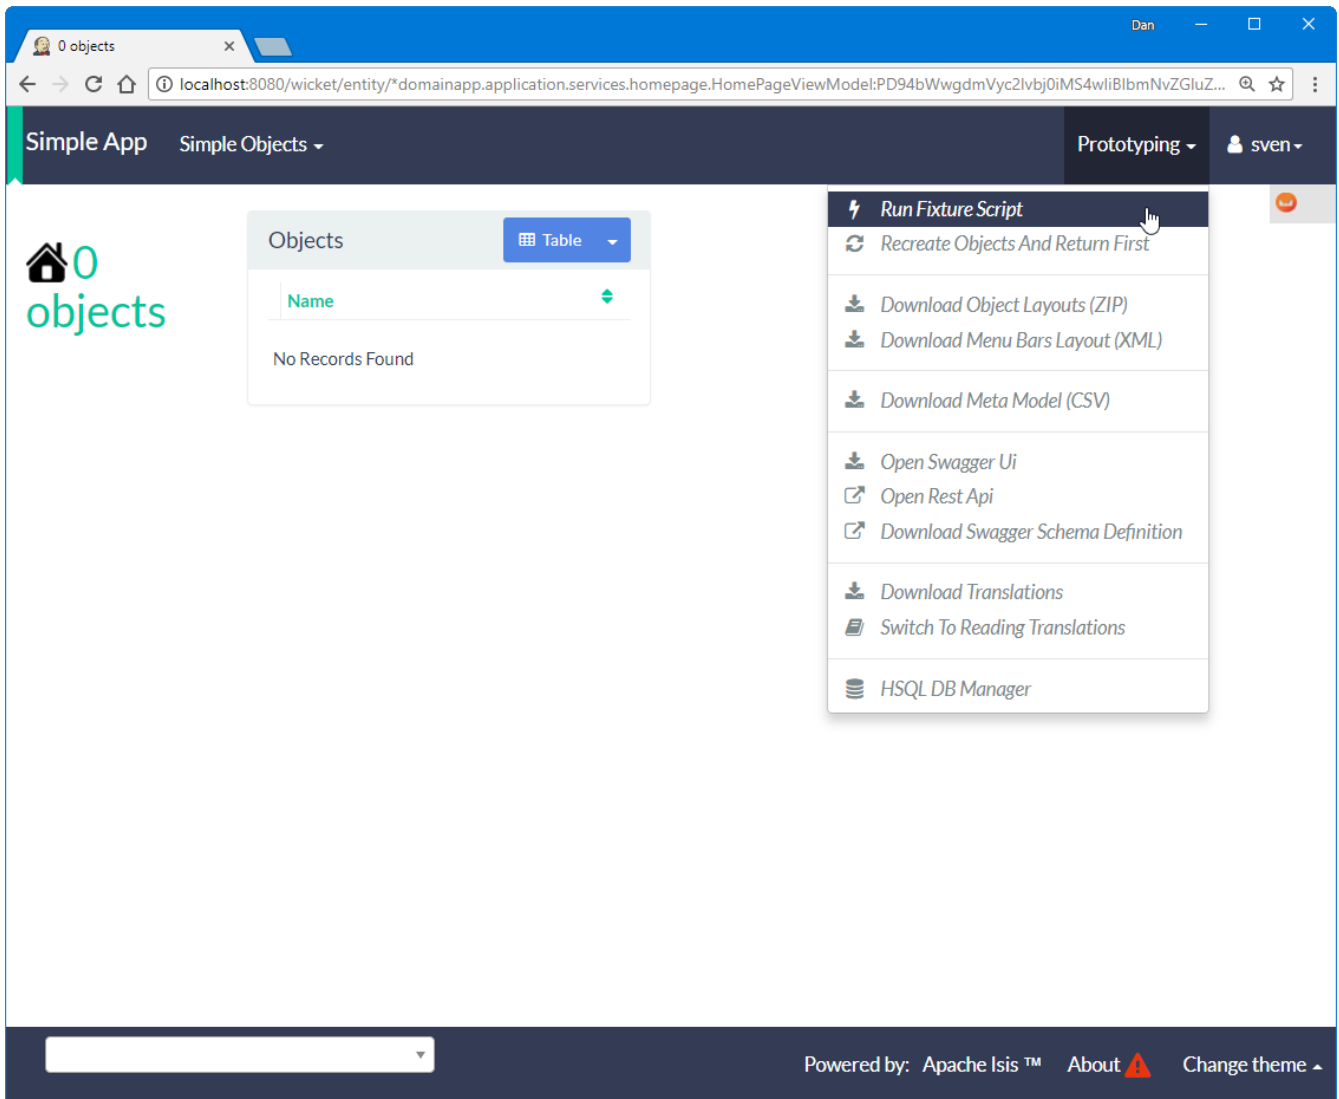 Dan
0 objects
localhost:8080/wicket/entity/*domainapp.application.services.homepage.HomePageViewModel:PD94bWwgdmVyc2lvbj0iMS4wIiBlbmNvZGluZ...
Simple App Simple Objects Prototyping sven
0 objects
Objects Table
Name
No Records Found
Run Fixture Script
Recreate Objects And Return First
Download Object Layouts (ZIP)
Download Menu Bars Layout (XML)
Download Meta Model (CSV)
Open Swagger Ui
Open Rest Api
Download Swagger Schema Definition
Download Translations
Switch To Reading Translations
HSQL DB Manager
Powered by: Apache Isis ™ About Change theme